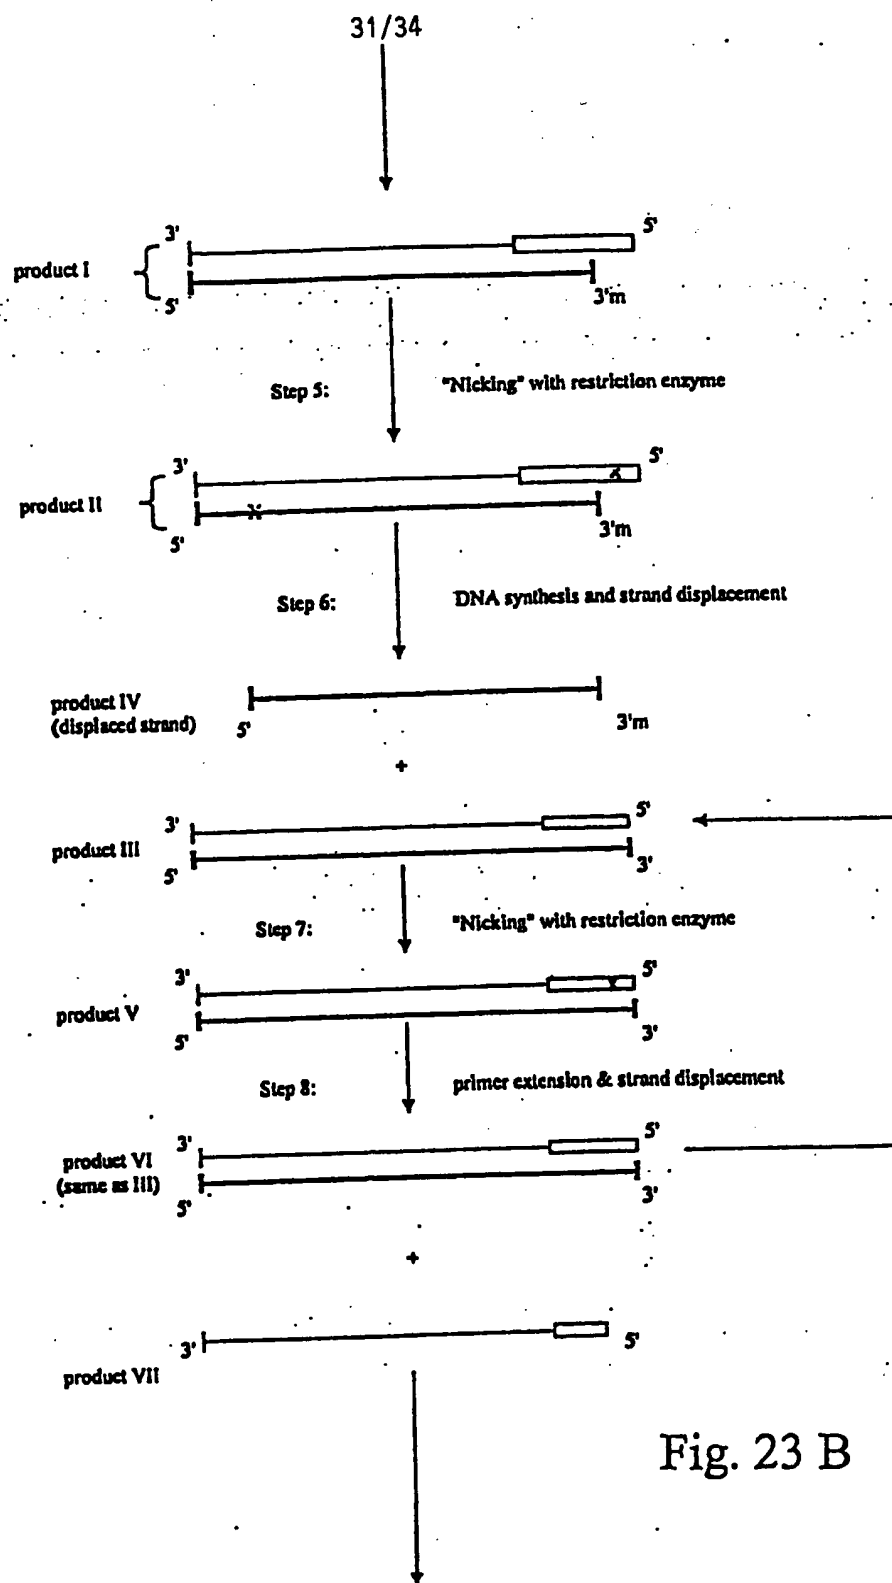 31/34
3'
5'
product I
5'
3'm
Step 5:
"Nicking" with restriction enzyme
3'
5'
product II
5'
3'm
Step 6:
DNA synthesis and strand displacement
product IV
(displaced strand)
5'
3'm
+
3'
5'
product III
5'
3'
Step 7:
"Nicking" with restriction enzyme
3'
5'
product V
5'
3'
Step 8:
primer extension & strand displacement
3'
5'
product VI
(same as III)
5'
3'
+
3'
5'
product VII
Fig. 23 B